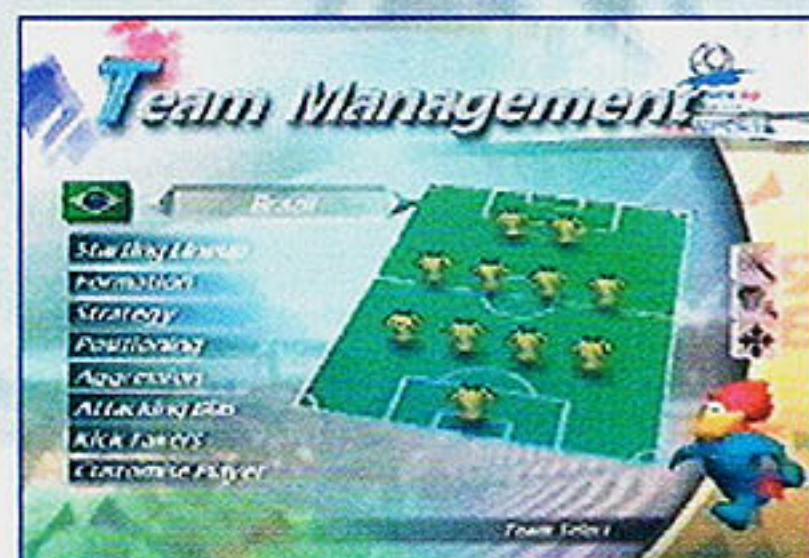 Team Management
Brazil
Starting Lineup
Formation
Strategy
Positioning
Aggression
Attacking Bias
Kick Takers
Customise Player
Team Select